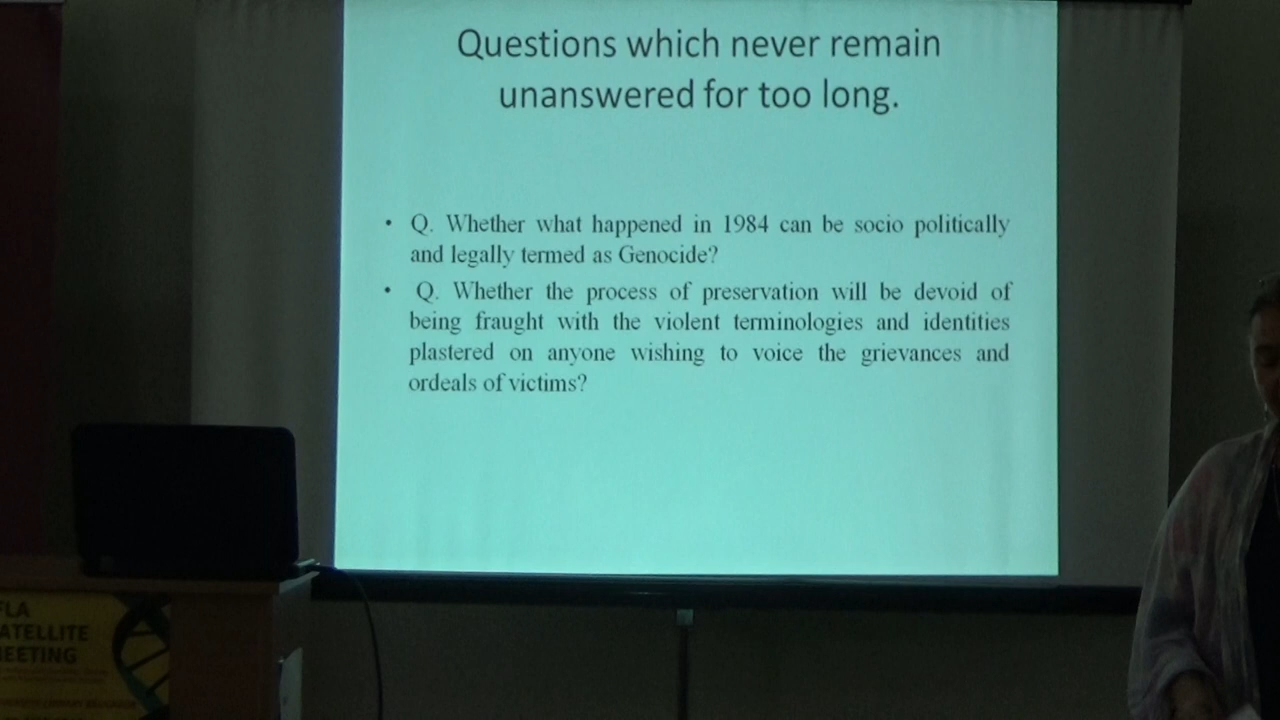 Questions which never remain
unanswered for too long.
• Q. Whether what happened in 1984 can be socio politically
and legally termed as Genocide?
• Q. Whether the process of preservation will be devoid of
being fraught with the violent terminologies and identities
plastered on anyone wishing to voice the grievances and
ordeals of victims?
FLA
ATELLITE
EETING